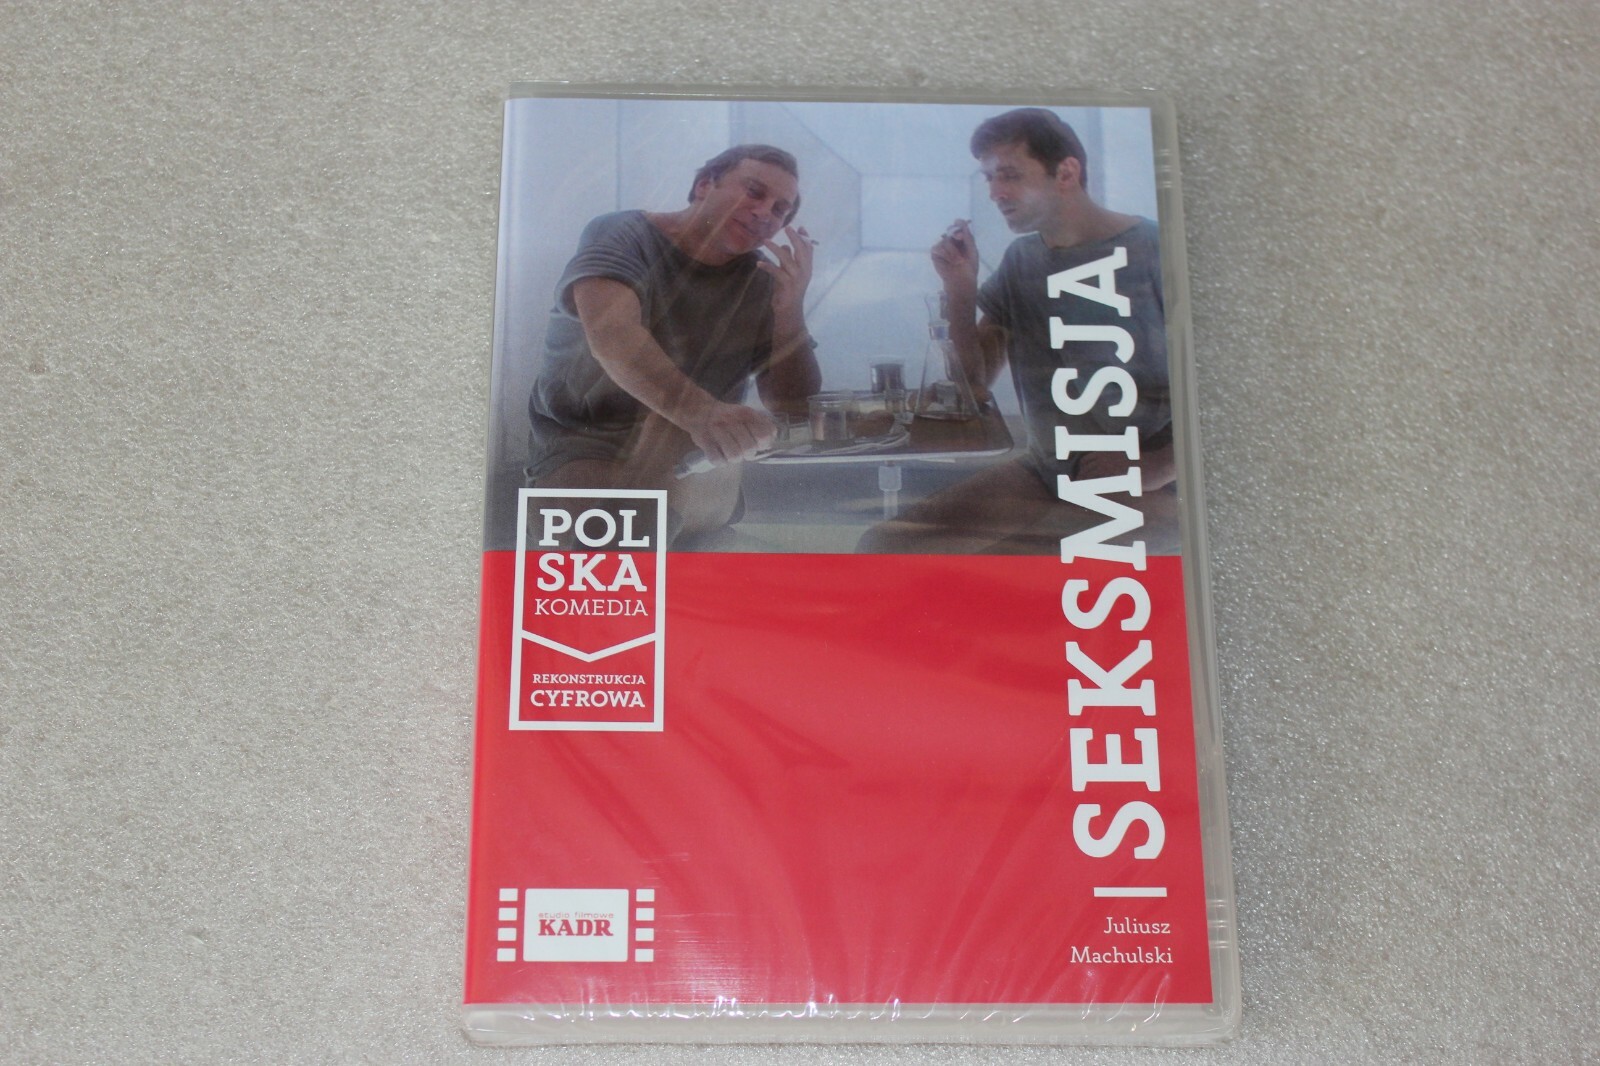 POL
SKA
KOMEDIA
REKONSTRUKCJA
CYFROWA
SEKSMISJA
Juliusz
Machulski
studio filmowe
KADR